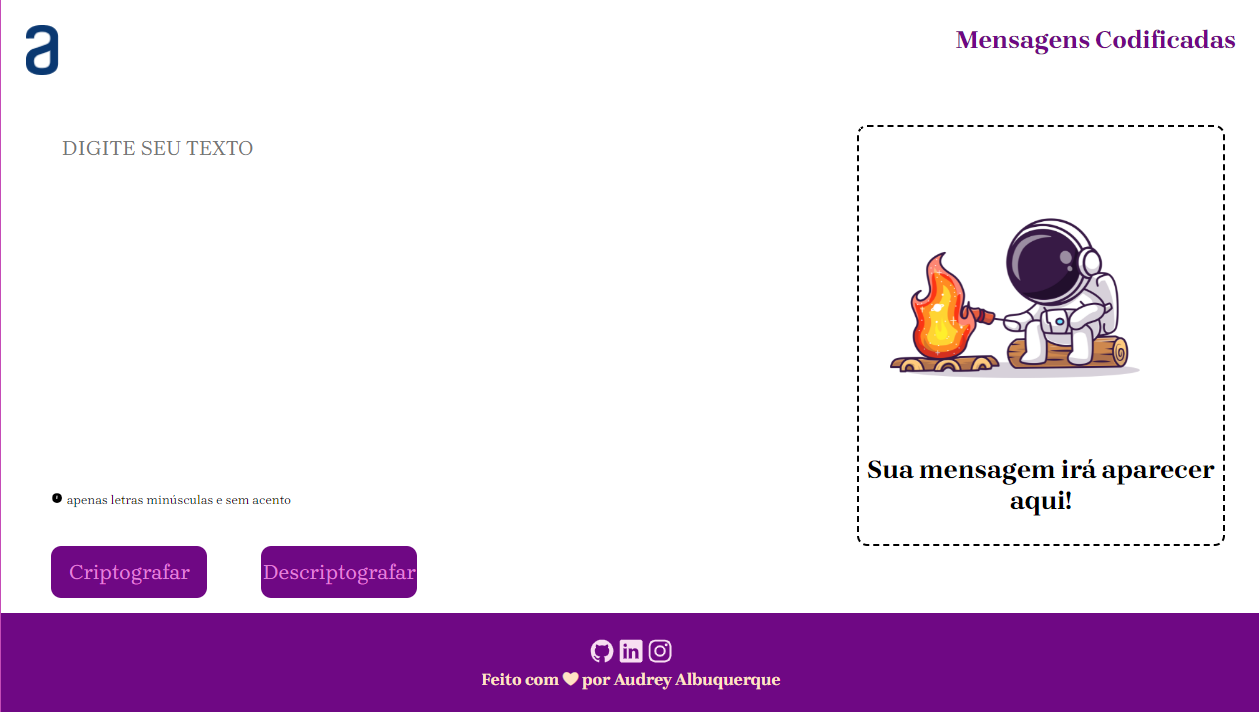 a
Mensagens Codificadas
DIGITE SEU TEXTO
Sua mensagem irá aparecer
aqui!
apenas letras minúsculas e sem acento
Criptografar
Descriptografar
in
Feito com por Audrey Albuquerque